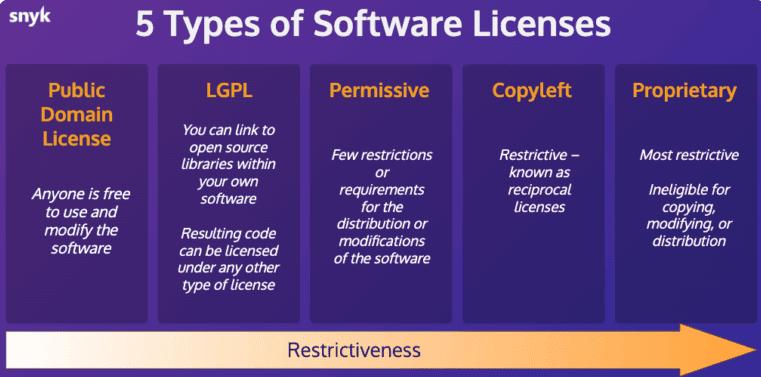 snyk
5 Types of Software Licenses
Public
Domain
License
Anyone is free
to use and
modify the
software
LGPL
You can link to
open source
libraries within
your own
software
Resulting code
can be licensed
under any other
type of license
Permissive
Few restrictions
or
requirements
for the
distribution or
modifications
of the software
Copyleft
Restrictive –
known as
reciprocal
licenses
Proprietary
Most restrictive
Ineligible for
copying,
modifying, or
distribution
Restrictiveness